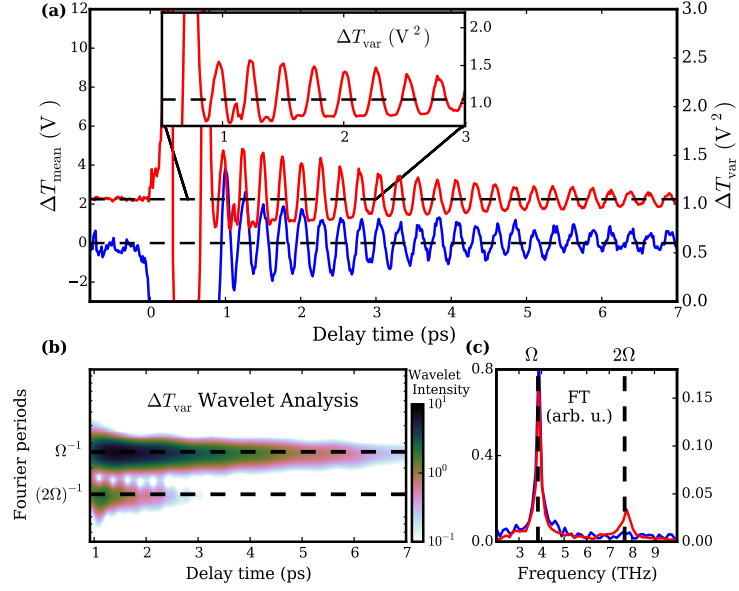 (a)
12
10
8
6
4
2
0
−2
ΔT_mean (V)
3.0
2.5
2.0
1.5
1.0
0.5
0.0
ΔT_var (V²)
ΔT_var (V²)
2.0
1.5
1.0
1 2 3
0 1 2 3 4 5 6 7
Delay time (ps)
(b)
ΔT_var Wavelet Analysis
Fourier periods
Ω⁻¹
(2Ω)⁻¹
1 2 3 4 5 6 7
Delay time (ps)
Wavelet
Intensity
10¹
10⁰
10⁻¹
(c)
Ω 2Ω
FT
(arb. u.)
0.8
0.4
0.0
0.15
0.10
0.05
0.00
3 4 5 6 7 8 9
Frequency (THz)